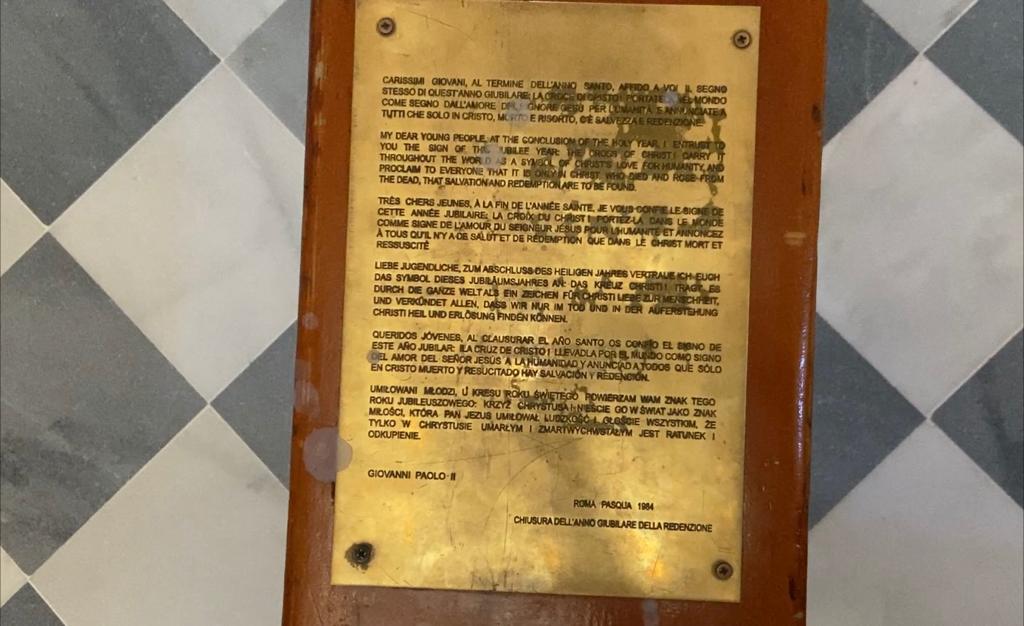 CARISSIMI GIOVANI, AL TERMINE DELL'ANNO SANTO, AFFIDO A VOI IL SEGNO
STESSO DI QUEST'ANNO GIUBILARE: LA CROCE DI CRISTO! PORTATELA NEL MONDO
COME SEGNO DALL'AMORE DEL SIGNORE GESÙ PER L'UMANITÀ, E ANNUNCIATE A
TUTTI CHE SOLO IN CRISTO, MORTO E RISORTO, C'È SALVEZZA E REDENZIONE.
MY DEAR YOUNG PEOPLE, AT THE CONCLUSION OF THE HOLY YEAR, I ENTRUST TO
YOU THE SIGN OF THIS JUBILEE YEAR: THE CROSS OF CHRIST! CARRY IT
THROUGHOUT THE WORLD AS A SYMBOL OF CHRIST'S LOVE FOR HUMANITY, AND
PROCLAIM TO EVERYONE THAT IT IS ONLY IN CHRIST, WHO DIED AND ROSE FROM
THE DEAD, THAT SALVATION AND REDEMPTION ARE TO BE FOUND.
TRÈS CHERS JEUNES, À LA FIN DE L'ANNÉE SAINTE, JE VOUS CONFIE LE SIGNE DE
CETTE ANNÉE JUBILAIRE: LA CROIX DU CHRIST! PORTEZ-LA DANS LE MONDE
COMME SIGNE DE L'AMOUR DU SEIGNEUR JÉSUS POUR L'HUMANITÉ ET ANNONCEZ
À TOUS QU'IL N'Y A DE SALUT ET DE RÉDEMPTION QUE DANS LE CHRIST MORT ET
RESSUSCITÉ
LIEBE JUGENDLICHE, ZUM ABSCHLUSS DES HEILIGEN JAHRES VERTRAUE ICH EUCH
DAS SYMBOL DIESES JUBILÄUMSJAHRES AN: DAS KREUZ CHRISTI! TRAGT ES
DURCH DIE GANZE WELT ALS EIN ZEICHEN FÜR CHRISTI LIEBE ZUR MENSCHHEIT,
UND VERKÜNDET ALLEN, DASS WIR NUR IM TOD UND IN DER AUFERSTEHUNG
CHRISTI HEIL UND ERLÖSUNG FINDEN KÖNNEN.
QUERIDOS JÓVENES, AL CLAUSURAR EL AÑO SANTO OS CONFÍO EL SIGNO DE
ESTE AÑO JUBILAR: ¡LA CRUZ DE CRISTO! LLEVADLA POR EL MUNDO COMO SIGNO
DEL AMOR DEL SEÑOR JESÚS A LA HUMANIDAD Y ANUNCIAD A TODOS QUE SÓLO
EN CRISTO MUERTO Y RESUCITADO HAY SALVACIÓN Y REDENCIÓN.
UMIŁOWANI MŁODZI, U KRESU ROKU ŚWIĘTEGO POWIERZAM WAM ZNAK TEGO
ROKU JUBILEUSZOWEGO: KRZYŻ CHRYSTUSA! NIEŚCIE GO W ŚWIAT JAKO ZNAK
MIŁOŚCI, KTÓRĄ PAN JEZUS UMIŁOWAŁ LUDZKOŚĆ I GŁOŚCIE WSZYSTKIM, ŻE
TYLKO W CHRYSTUSIE UMARŁYM I ZMARTWYCHWSTAŁYM JEST RATUNEK I
ODKUPIENIE.
GIOVANNI PAOLO II
ROMA PASQUA 1984
CHIUSURA DELL'ANNO GIUBILARE DELLA REDENZIONE